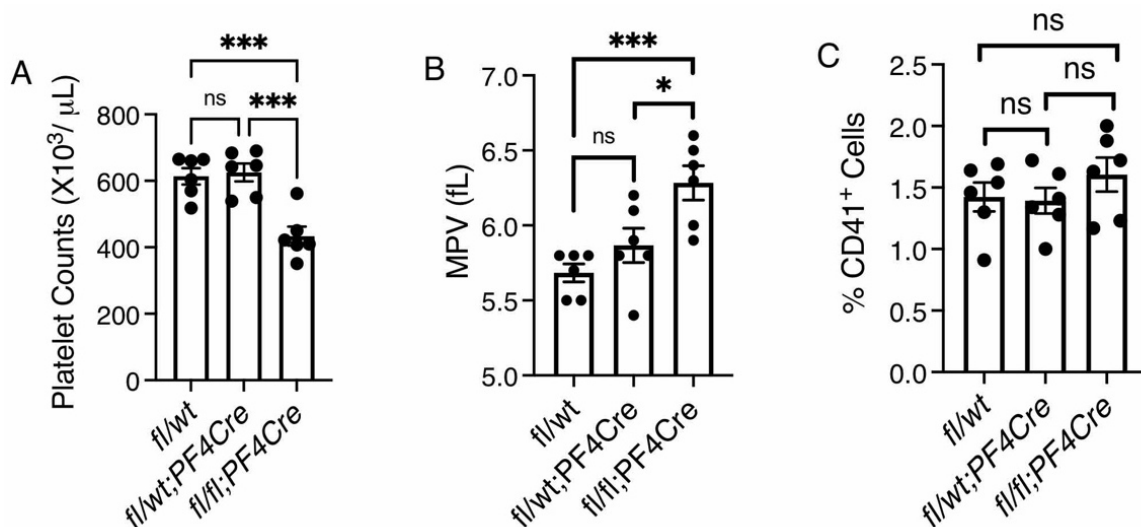 A
Platelet Counts (X10³/ μL)
800
600
400
200
0
***
ns
***
fl/wt
fl/wt;PF4Cre
fl/fl;PF4Cre
B
MPV (fL)
7.0
6.5
6.0
5.5
5.0
***
*
ns
fl/wt
fl/wt;PF4Cre
fl/fl;PF4Cre
C
% CD41⁺ Cells
2.5
2.0
1.5
1.0
0.5
0.0
ns
ns
ns
fl/wt
fl/wt;PF4Cre
fl/fl;PF4Cre